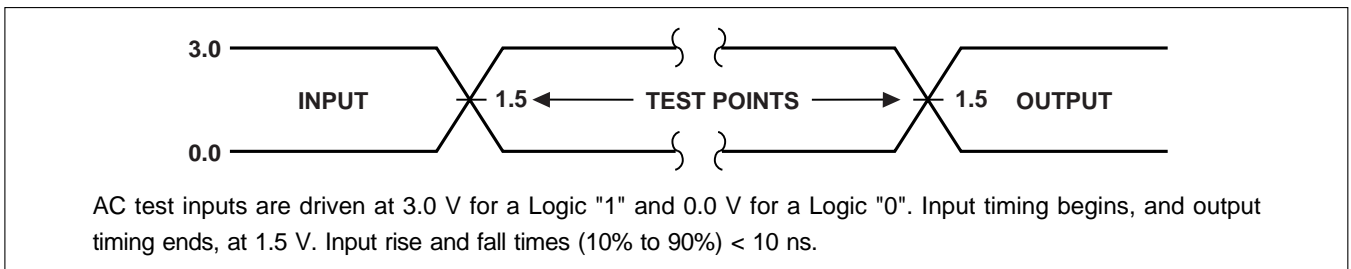 3.0
INPUT 1.5 TEST POINTS 1.5 OUTPUT
0.0
AC test inputs are driven at 3.0 V for a Logic "1" and 0.0 V for a Logic "0". Input timing begins, and output
timing ends, at 1.5 V. Input rise and fall times (10% to 90%) < 10 ns.